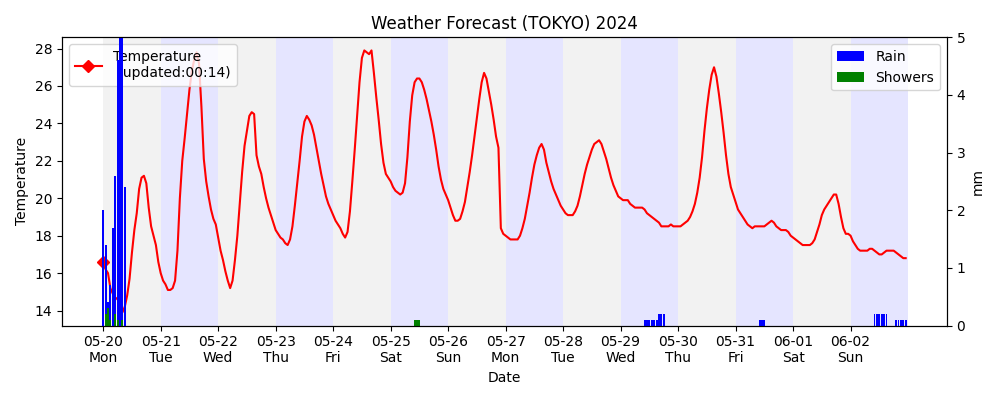 Weather Forecast (TOKYO) 2024
Temperature
(updated:00:14)
Rain
Showers
28
26
24
22
20
18
16
14
Temperature
5
4
3
2
1
0
mm
05-20 05-21 05-22 05-23 05-24 05-25 05-26 05-27 05-28 05-29 05-30 05-31 06-01 06-02
Mon Tue Wed Thu Fri Sat Sun Mon Tue Wed Thu Fri Sat Sun
Date